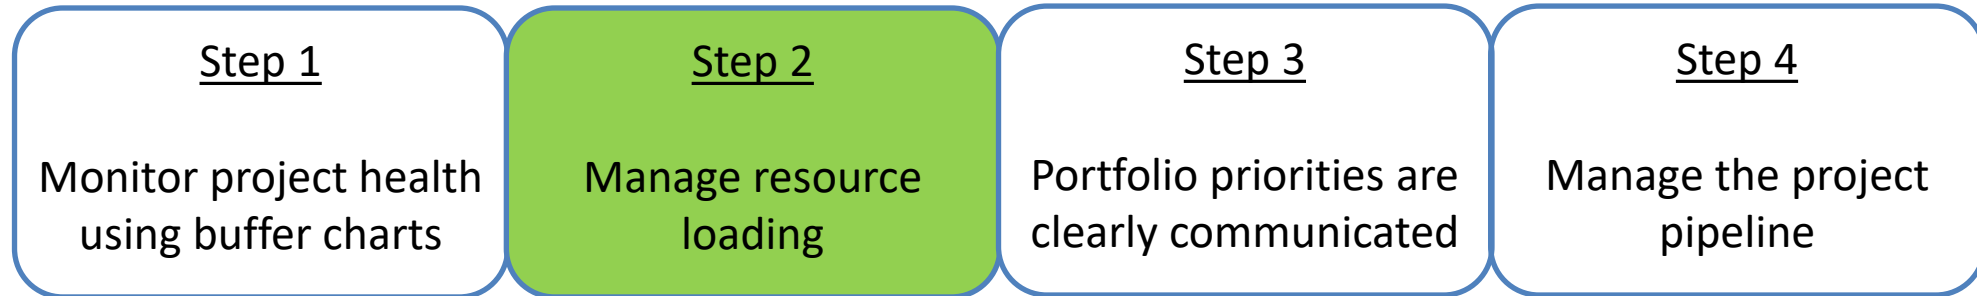 Step 1
Monitor project health
using buffer charts
Step 2
Manage resource
loading
Step 3
Portfolio priorities are
clearly communicated
Step 4
Manage the project
pipeline